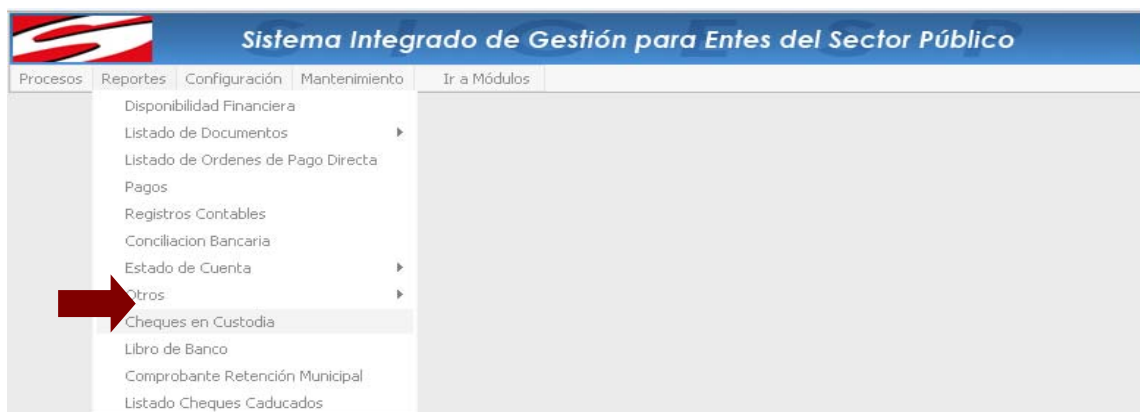 Sistema Integrado de Gestión para Entes del Sector Público
Procesos Reportes Configuración Mantenimiento Ir a Módulos
Disponibilidad Financiera
Listado de Documentos
Listado de Ordenes de Pago Directa
Pagos
Registros Contables
Conciliacion Bancaria
Estado de Cuenta
Otros
Cheques en Custodia
Libro de Banco
Comprobante Retención Municipal
Listado Cheques Caducados